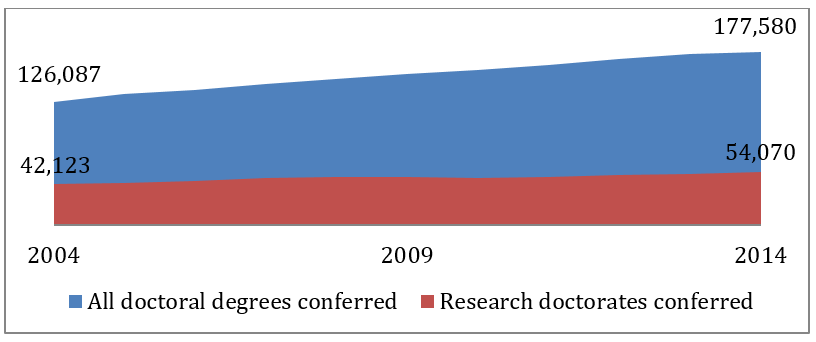 177,580
126,087
54,070
42,123
2004 2009 2014
All doctoral degrees conferred Research doctorates conferred